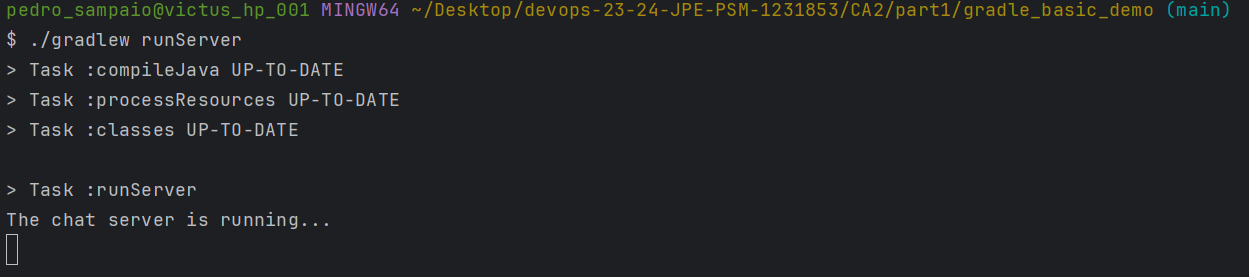 pedro_sampaio@victus_hp_001 MINGW64 ~/Desktop/devops-23-24-JPE-PSM-1231853/CA2/part1/gradle_basic_demo (main)
$ ./gradlew runServer
> Task :compileJava UP-TO-DATE
> Task :processResources UP-TO-DATE
> Task :classes UP-TO-DATE
> Task :runServer
The chat server is running...